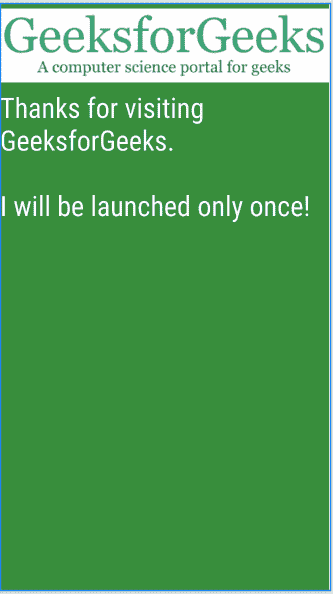 GeeksforGeeks
A computer science portal for geeks
Thanks for visiting
GeeksforGeeks.
I will be launched only once!